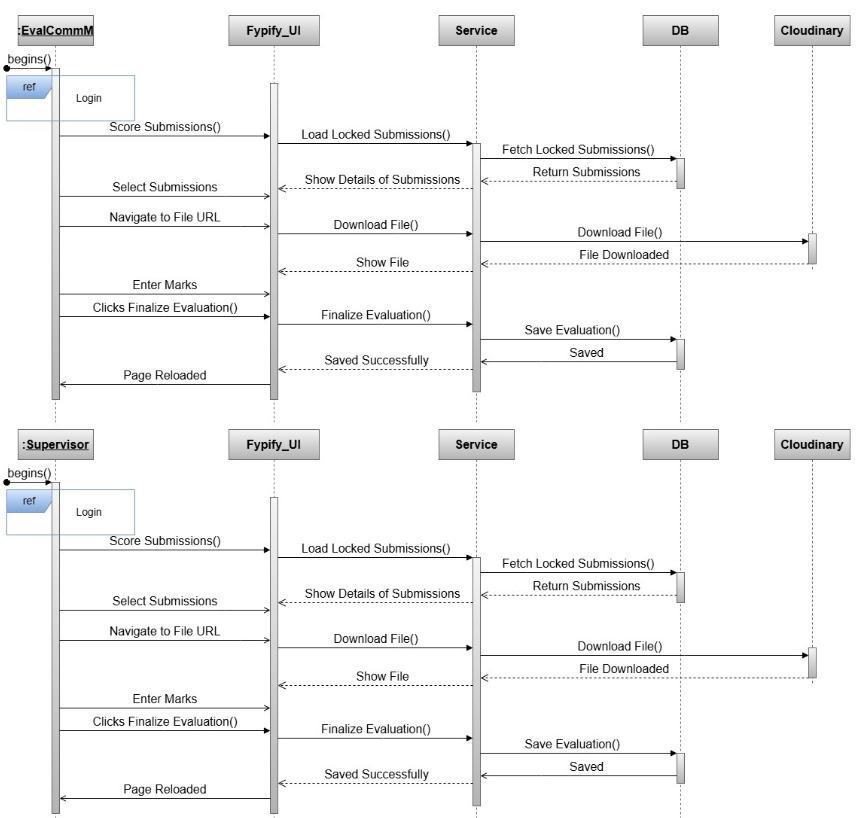 :EvalCommM
Fypify_UI
Service
DB
Cloudinary
begins()
ref
Login
Score Submissions()
Load Locked Submissions()
Fetch Locked Submissions()
Return Submissions
Show Details of Submissions
Select Submissions
Navigate to File URL
Download File()
Download File()
File Downloaded
Show File
Enter Marks
Clicks Finalize Evaluation()
Finalize Evaluation()
Save Evaluation()
Saved
Saved Successfully
Page Reloaded
:Supervisor
Fypify_UI
Service
DB
Cloudinary
begins()
ref
Login
Score Submissions()
Load Locked Submissions()
Fetch Locked Submissions()
Return Submissions
Show Details of Submissions
Select Submissions
Navigate to File URL
Download File()
Download File()
File Downloaded
Show File
Enter Marks
Clicks Finalize Evaluation()
Finalize Evaluation()
Save Evaluation()
Saved
Saved Successfully
Page Reloaded